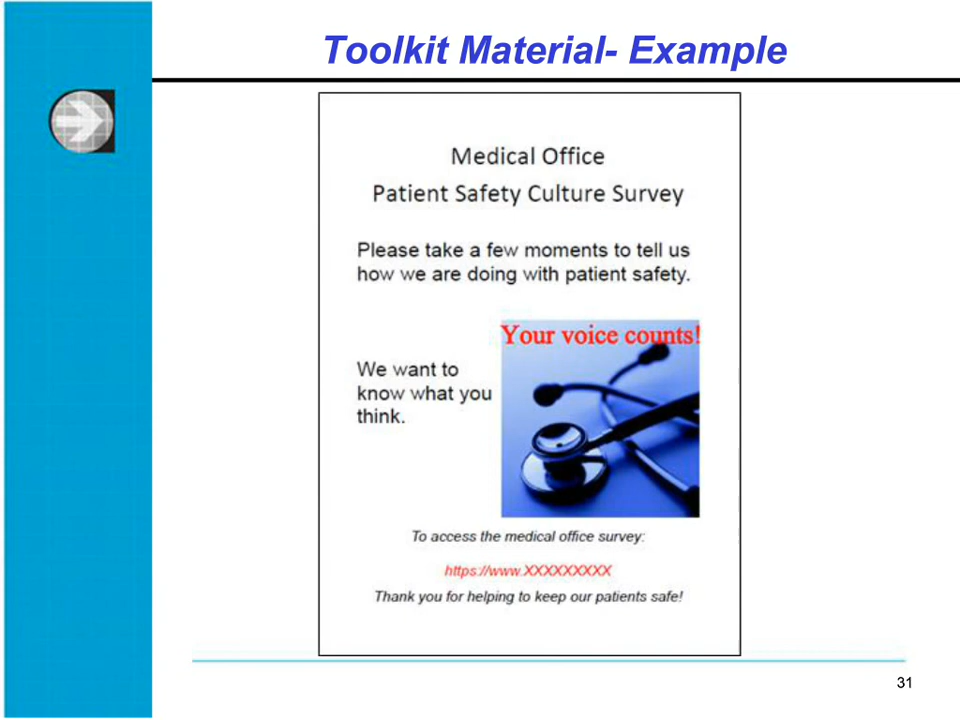 Toolkit Material- Example
Medical Office
Patient Safety Culture Survey
Please take a few moments to tell us
how we are doing with patient safety.
Your voice counts!
We want to
know what you
think.
To access the medical office survey:
https://www.XXXXXXXXX
Thank you for helping to keep our patients safe!
31